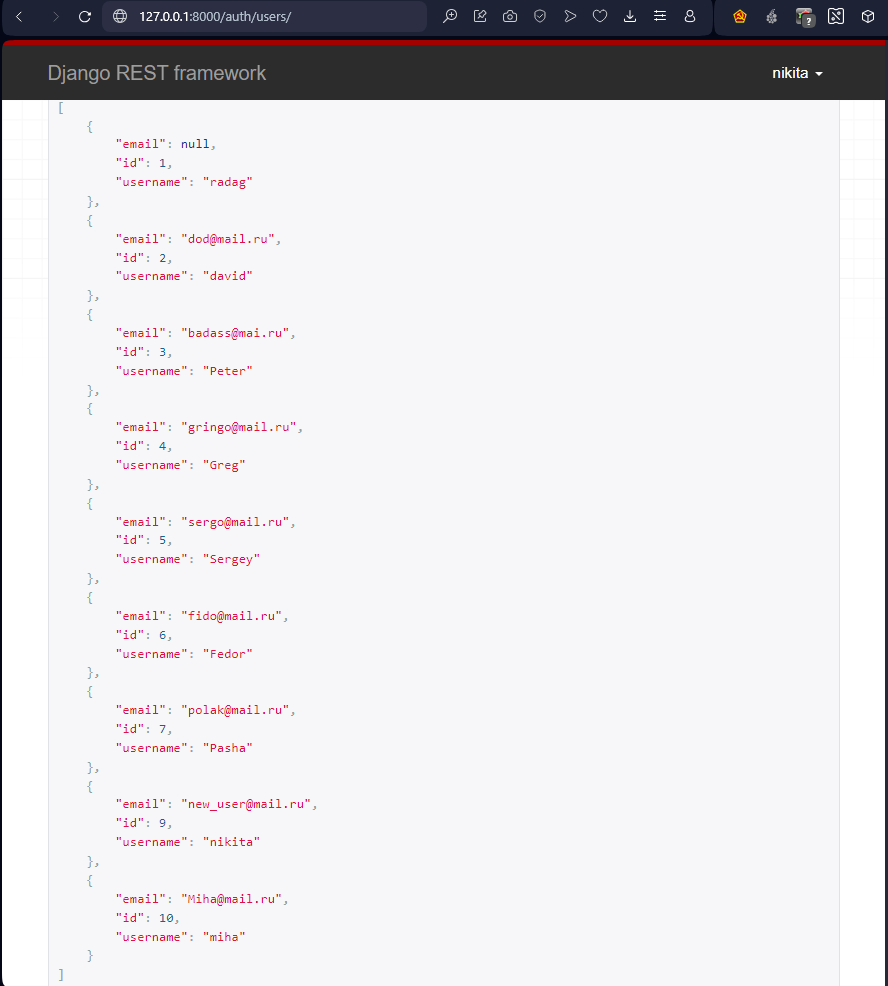 127.0.0.1:8000/auth/users/
Django REST framework
nikita
[
{
"email": null,
"id": 1,
"username": "radag"
},
{
"email": "dod@mail.ru",
"id": 2,
"username": "david"
},
{
"email": "badass@mai.ru",
"id": 3,
"username": "Peter"
},
{
"email": "gringo@mail.ru",
"id": 4,
"username": "Greg"
},
{
"email": "sergo@mail.ru",
"id": 5,
"username": "Sergey"
},
{
"email": "fido@mail.ru",
"id": 6,
"username": "Fedor"
},
{
"email": "polak@mail.ru",
"id": 7,
"username": "Pasha"
},
{
"email": "new_user@mail.ru",
"id": 9,
"username": "nikita"
},
{
"email": "Miha@mail.ru",
"id": 10,
"username": "miha"
}
]